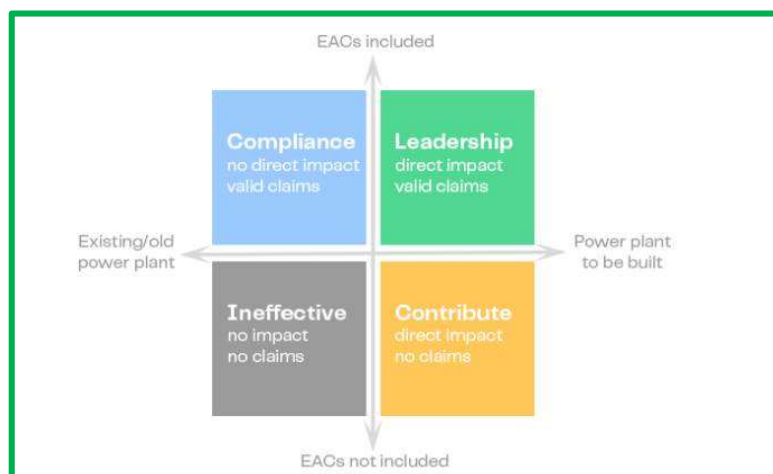 EACs included
Compliance
no direct impact
valid claims
Leadership
direct impact
valid claims
Existing/old
power plant
Power plant
to be built
Ineffective
no impact
no claims
Contribute
direct impact
no claims
EACs not included